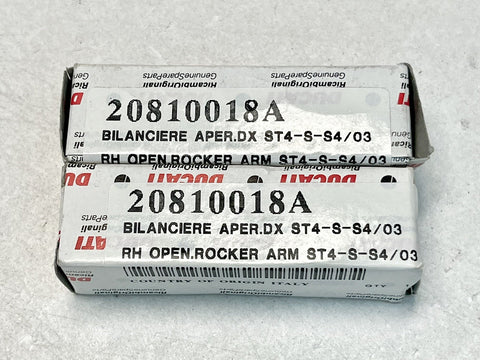 RicambiOriginali
GenuineSpareParts
20810018A
BILANCIERE APER.DX ST4-S-S4/03
RH OPEN.ROCKER ARM ST4-S-S4/03
DUCATI
20810018A
BILANCIERE APER.DX ST4-S-S4/03
RH OPEN.ROCKER ARM ST4-S-S4/03
COUNTRY OF ORIGIN ITALY
QTY